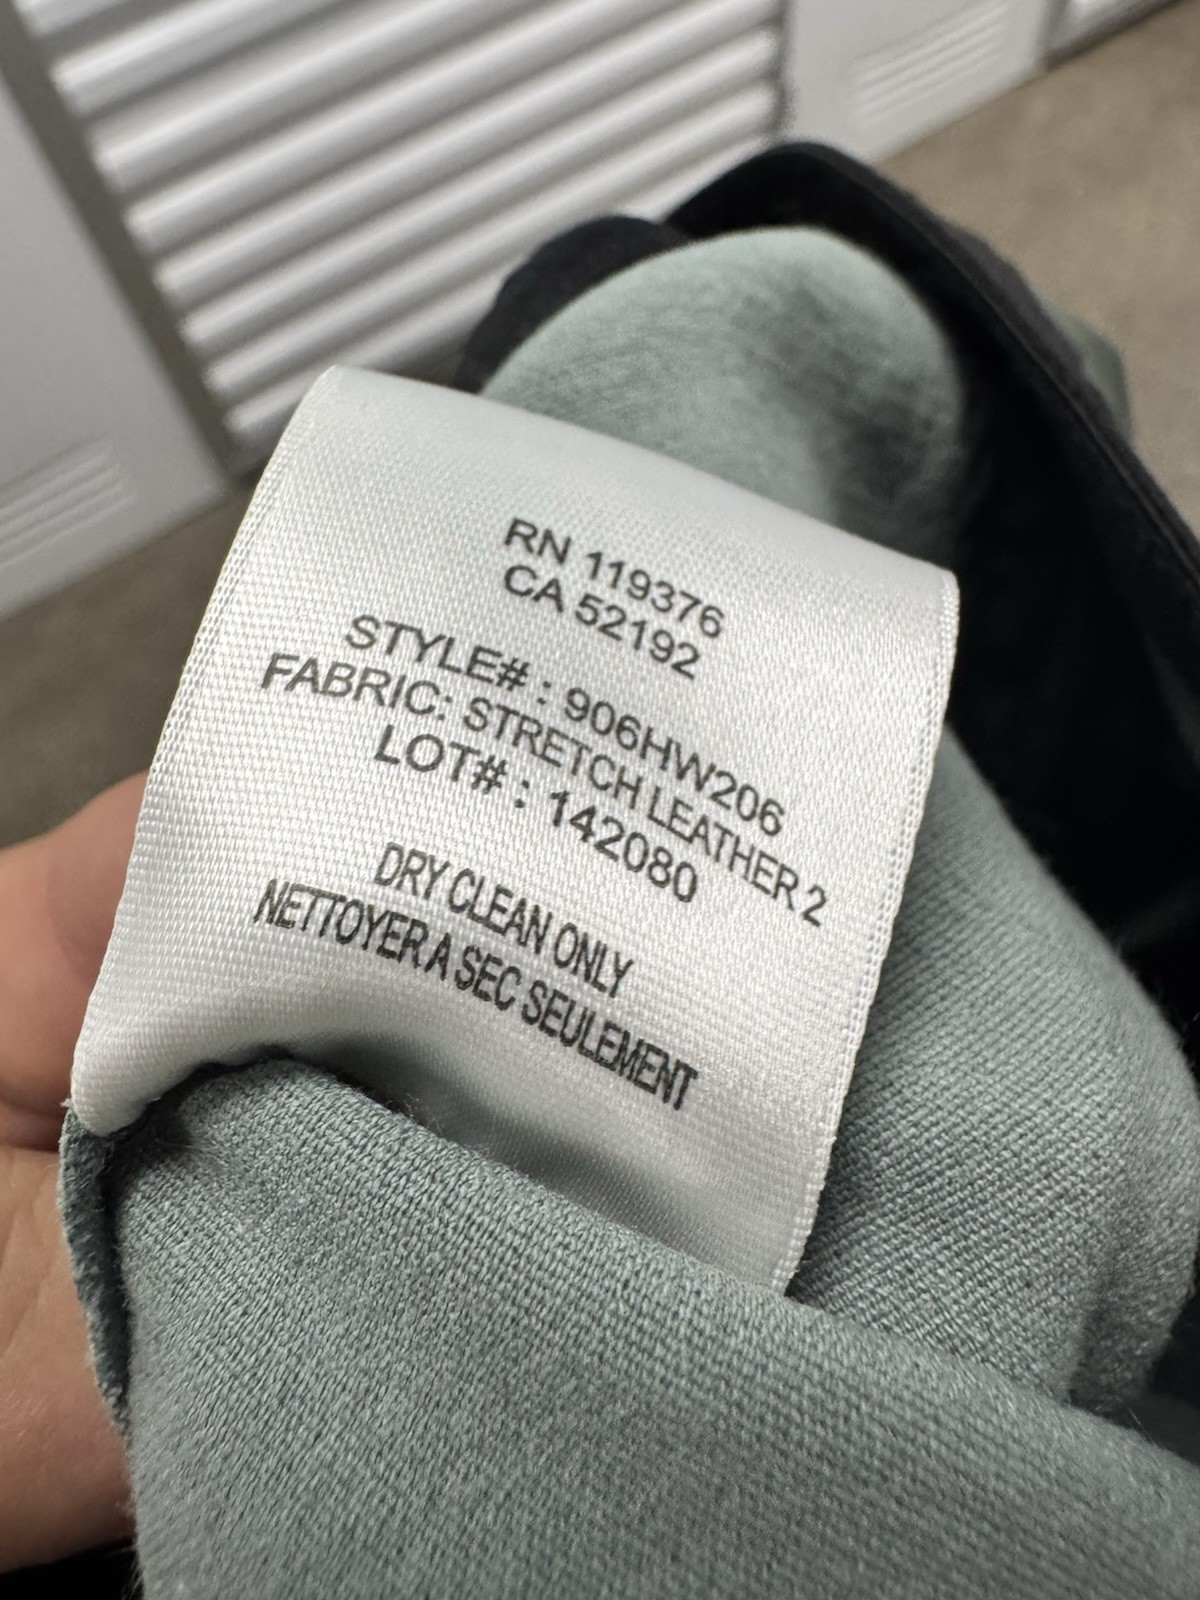 RN 119376
CA 52192
STYLE# : 906HW206
FABRIC: STRETCH LEATHER 2
LOT# : 142080
DRY CLEAN ONLY
NETTOYER A SEC SEULEMENT